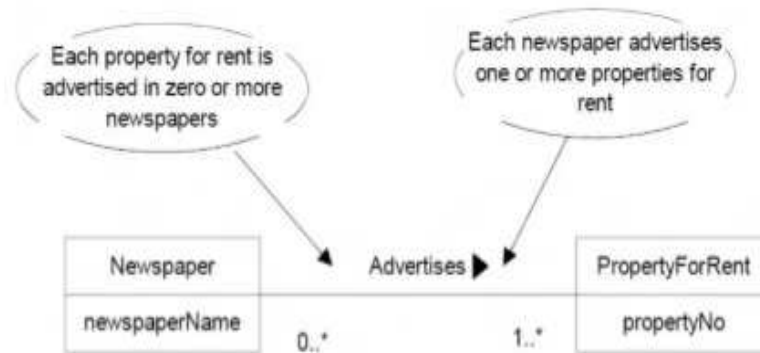 Each property for rent is
advertised in zero or more
newspapers
Each newspaper advertises
one or more properties for
rent
Newspaper
Advertises
PropertyForRent
newspaperName
0..*
1..*
propertyNo